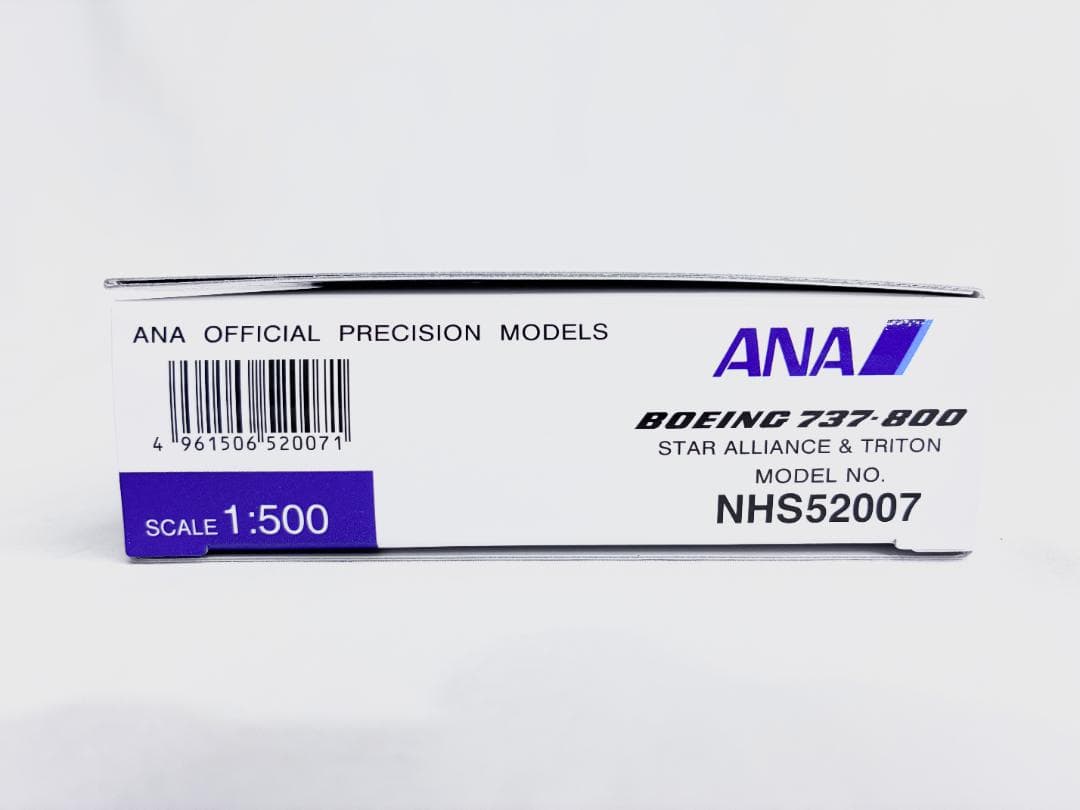 ANA OFFICIAL PRECISION MODELS
4 961506 520071
SCALE 1:500
ANA
BOEING 737-800
STAR ALLIANCE & TRITON
MODEL NO.
NHS52007